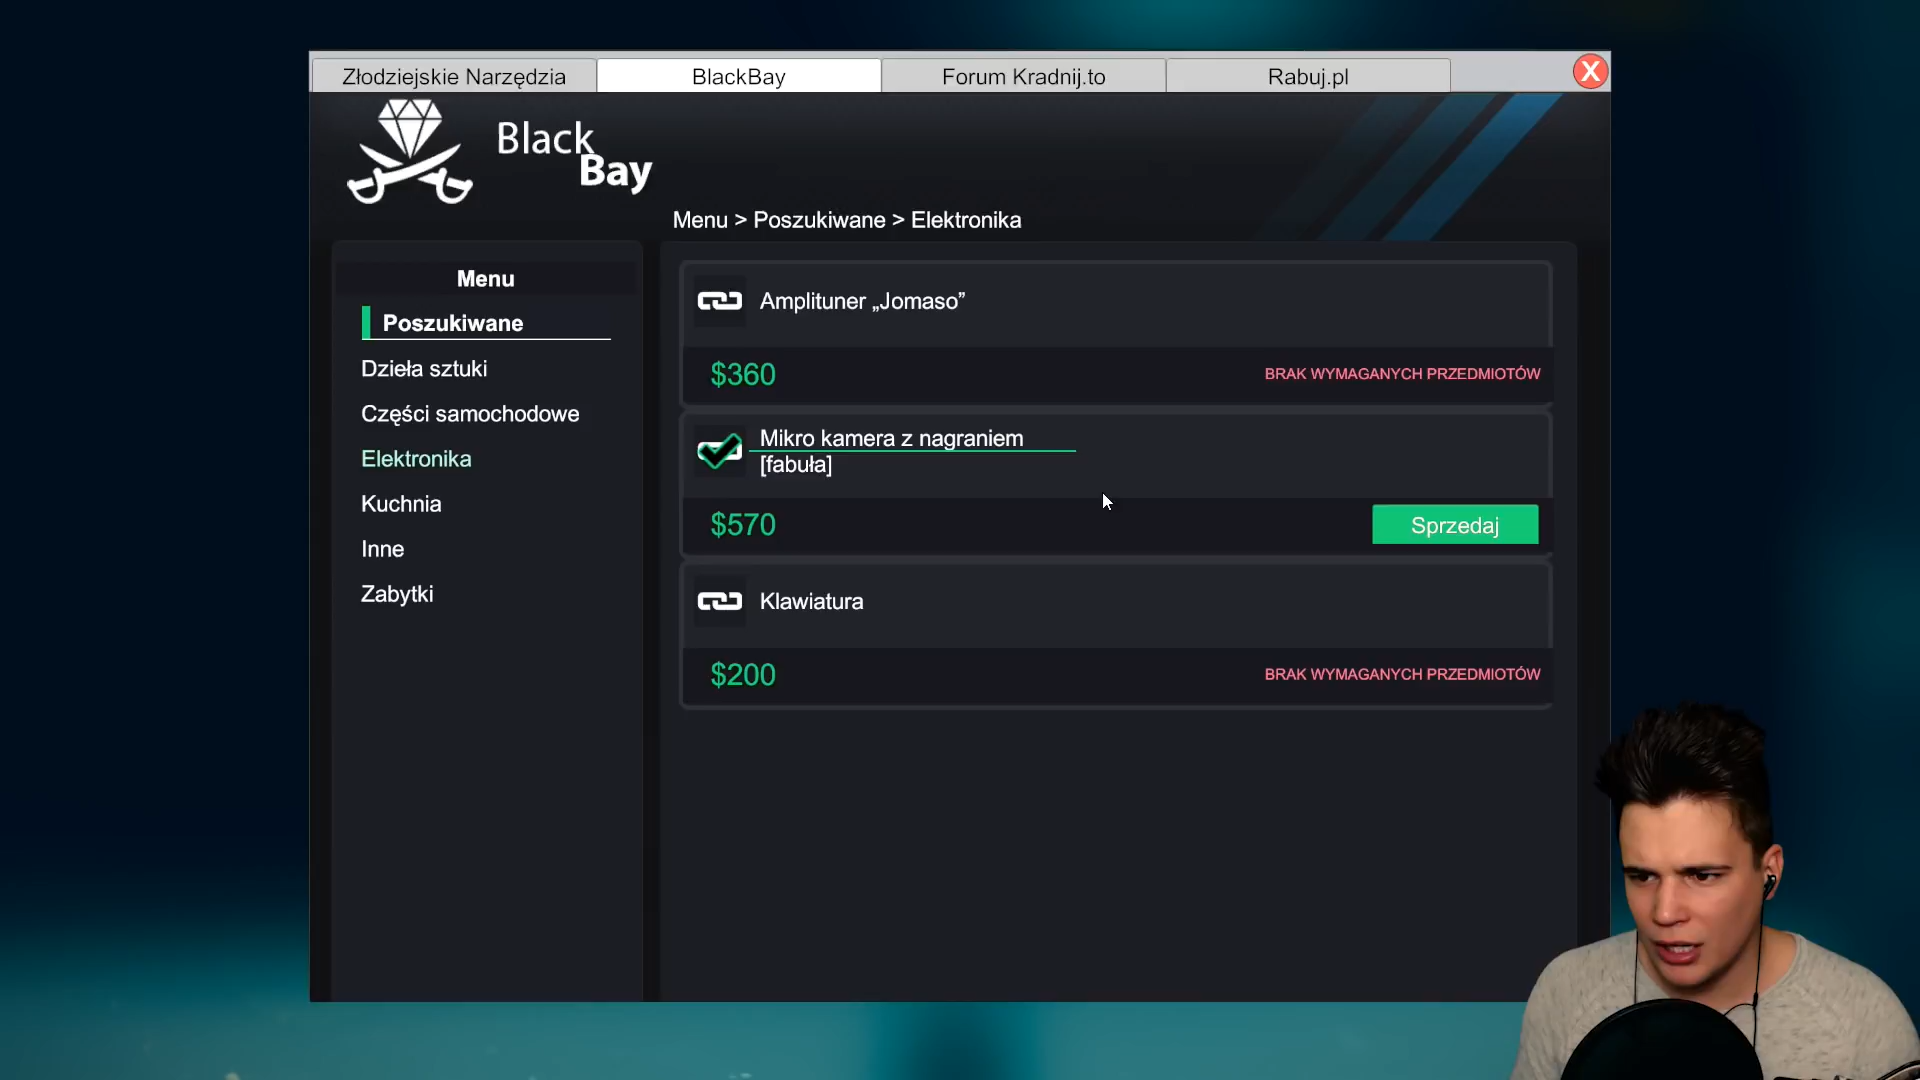 Złodziejskie Narzędzia
BlackBay
Forum Kradnij.to
Rabuj.pl
X
Black
Bay
Menu > Poszukiwane > Elektronika
Menu
Poszukiwane
Dzieła sztuki
Części samochodowe
Elektronika
Kuchnia
Inne
Zabytki
Amplituner „Jomaso”
$360
BRAK WYMAGANYCH PRZEDMIOTÓW
Mikro kamera z nagraniem
[fabuła]
$570
Sprzedaj
Klawiatura
$200
BRAK WYMAGANYCH PRZEDMIOTÓW